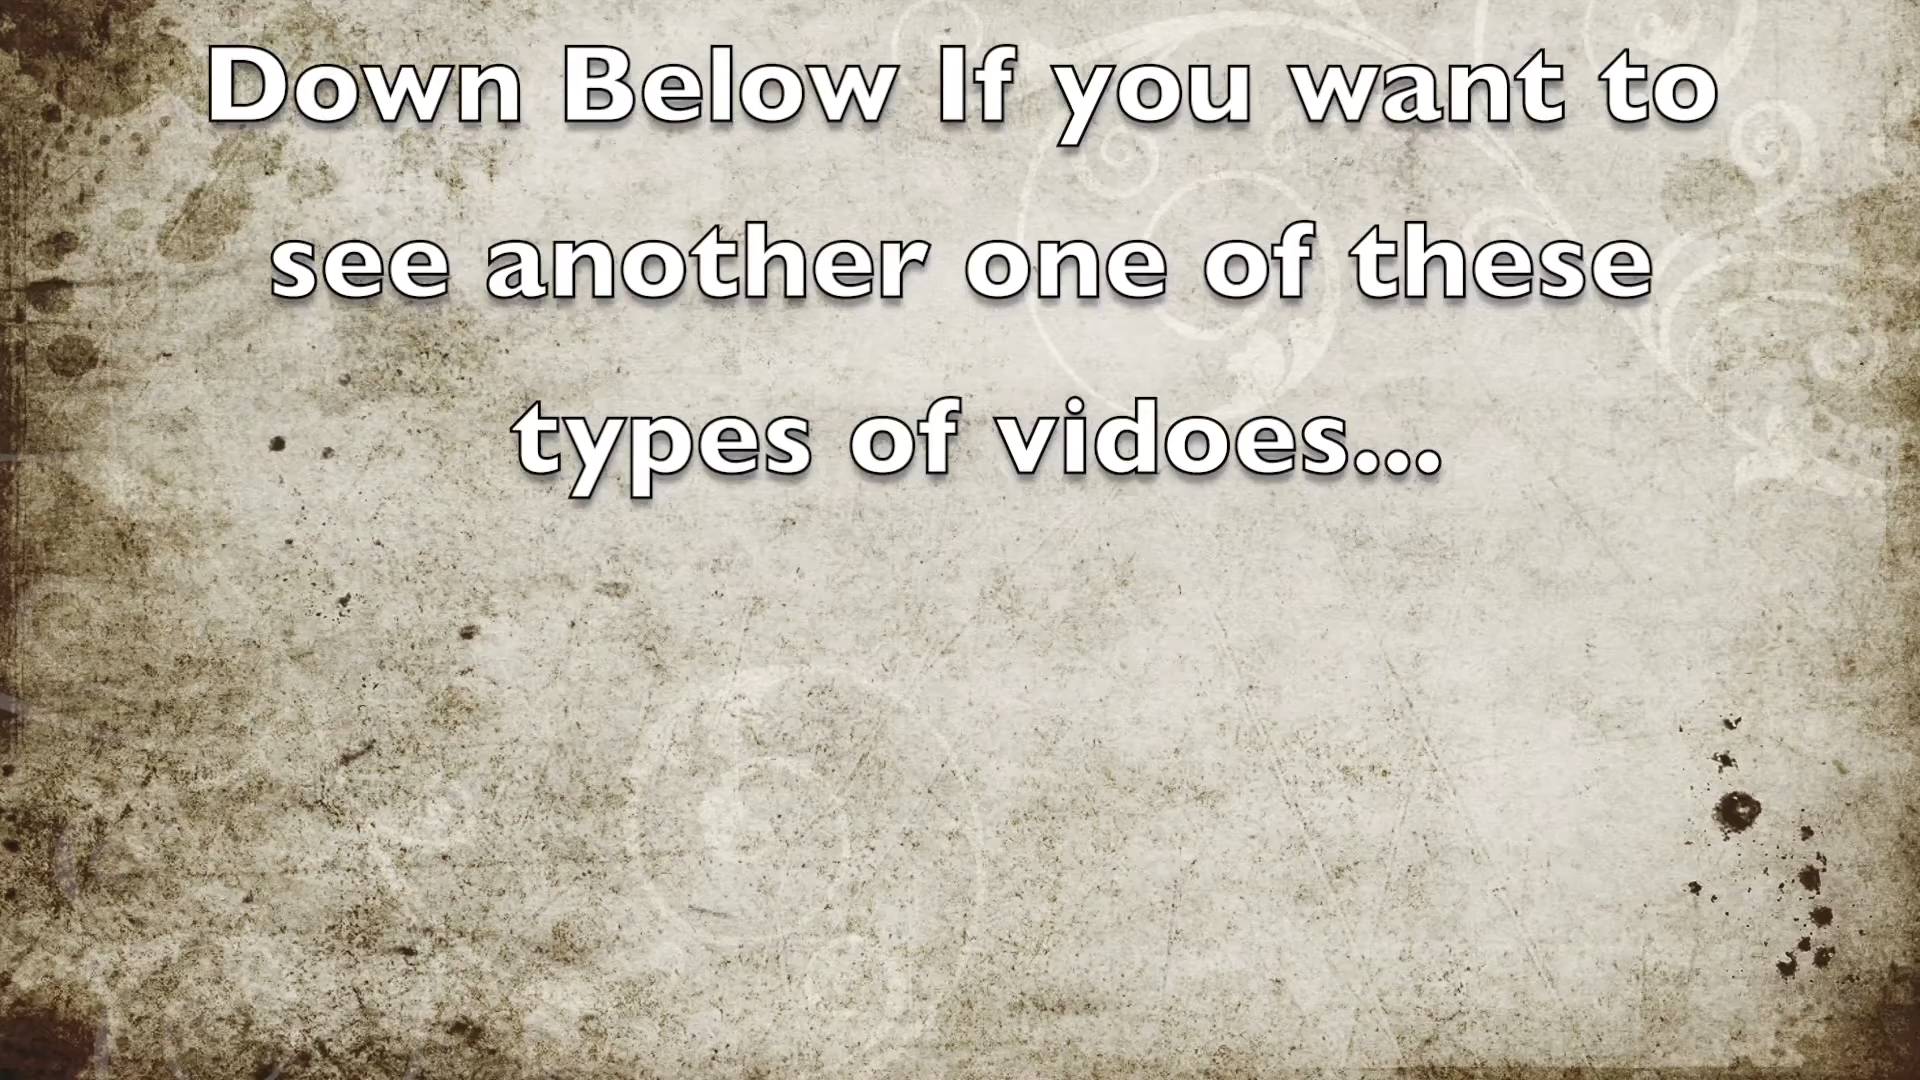 Down Below If you want to
see another one of these
types of vidoes...